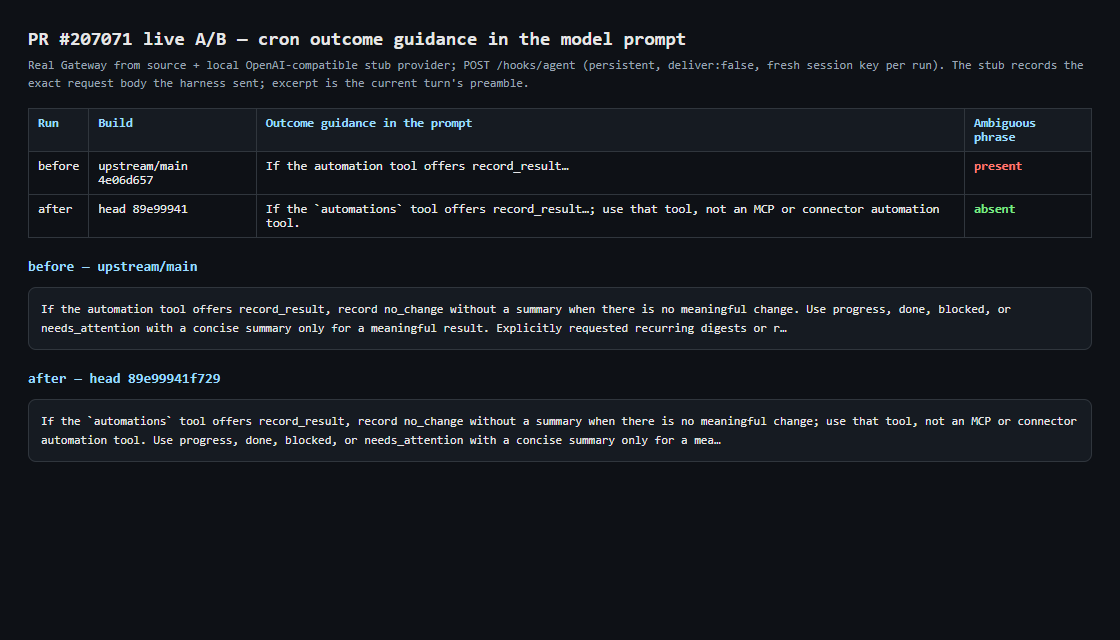 PR #207071 live A/B — cron outcome guidance in the model prompt
Real Gateway from source + local OpenAI-compatible stub provider; POST /hooks/agent (persistent, deliver:false, fresh session key per run). The stub records the
exact request body the harness sent; excerpt is the current turn's preamble.
Run Build Outcome guidance in the prompt Ambiguous
phrase
before upstream/main If the automation tool offers record_result… present
4e06d657
after head 89e99941 If the `automations` tool offers record_result…; use that tool, not an MCP or connector automation absent
tool.
before — upstream/main
If the automation tool offers record_result, record no_change without a summary when there is no meaningful change. Use progress, done, blocked, or
needs_attention with a concise summary only for a meaningful result. Explicitly requested recurring digests or r…
after — head 89e99941f729
If the `automations` tool offers record_result, record no_change without a summary when there is no meaningful change; use that tool, not an MCP or connector
automation tool. Use progress, done, blocked, or needs_attention with a concise summary only for a mea…